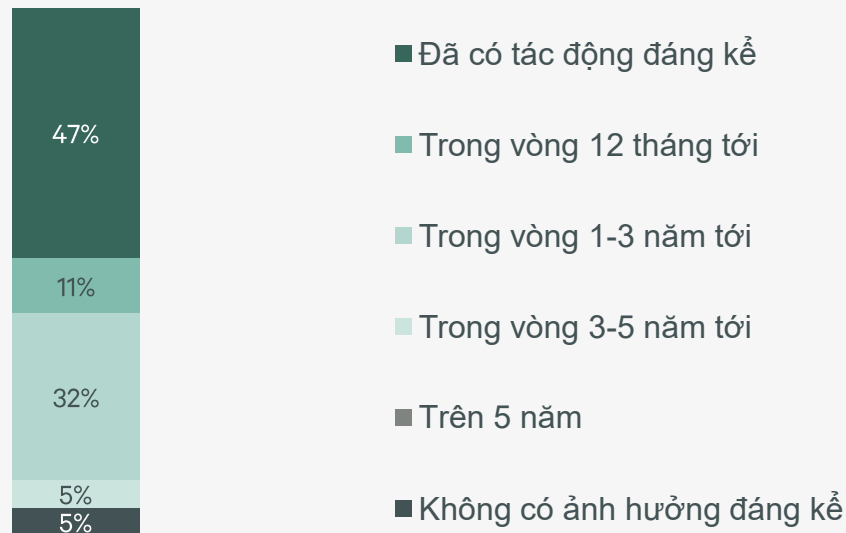 47%
11%
32%
5%
5%
Đã có tác động đáng kể
Trong vòng 12 tháng tới
Trong vòng 1-3 năm tới
Trong vòng 3-5 năm tới
Trên 5 năm
Không có ảnh hưởng đáng kể